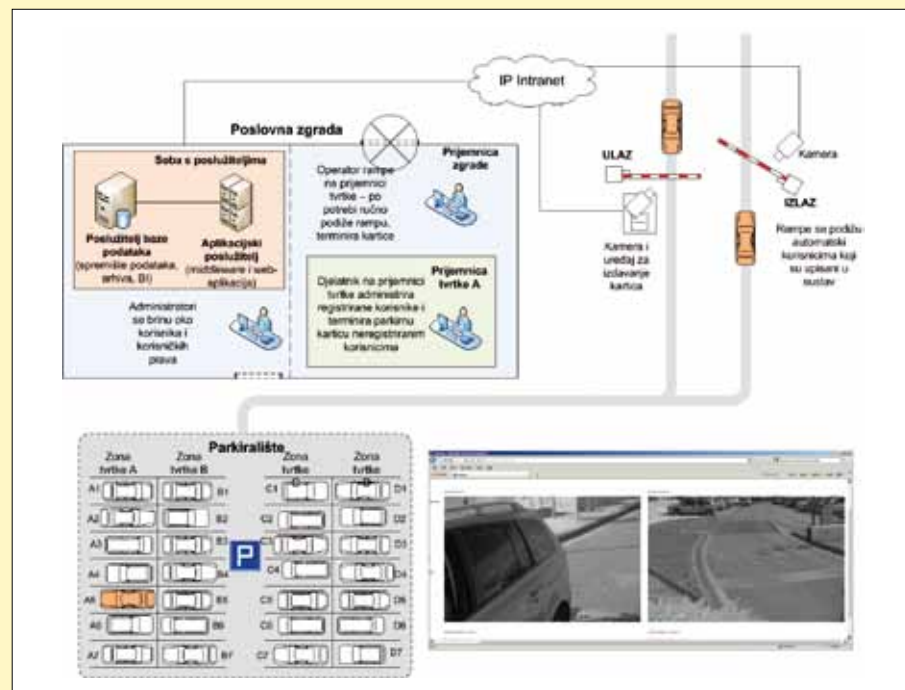 IP Intranet
Poslovna zgrada
Soba s poslužiteljima
Poslužitelj baze
podataka
(spremište podataka,
arhiva, BI)
Aplikacijski
poslužitelj
(middleware i web-
aplikacija)
Administratori
se brinu oko
korisnika i
korisničkih
prava
Operator rampe
na prijemnici
tvrtke – po
potrebi ručno
podiže rampu,
terminira kartice
Prijemnica
zgrade
Prijemnica
tvrtke A
Djelatnik na prijemnici
tvrtke administrira
registrirane korisnike i
terminira parkirnu
karticu neregistriranim
korisnicima
ULAZ
Kamera i
uređaj za
izdavanje
kartica
Kamera
IZLAZ
Rampe se podižu
automatski
korisnicima koji
su upisani u
sustav
Parkiralište
Zona
tvrtke A
Zona
tvrtke B
Zona
tvrtke
C
Zona
tvrtke
D
A1 B1 C1 D1
A2 B2 C2 D2
A3 B3 C3 D3
A4 B4 C4 D4
A5 B5 C5 D5
A6 B6 C6 D6
A7 B7 C7 D7
P